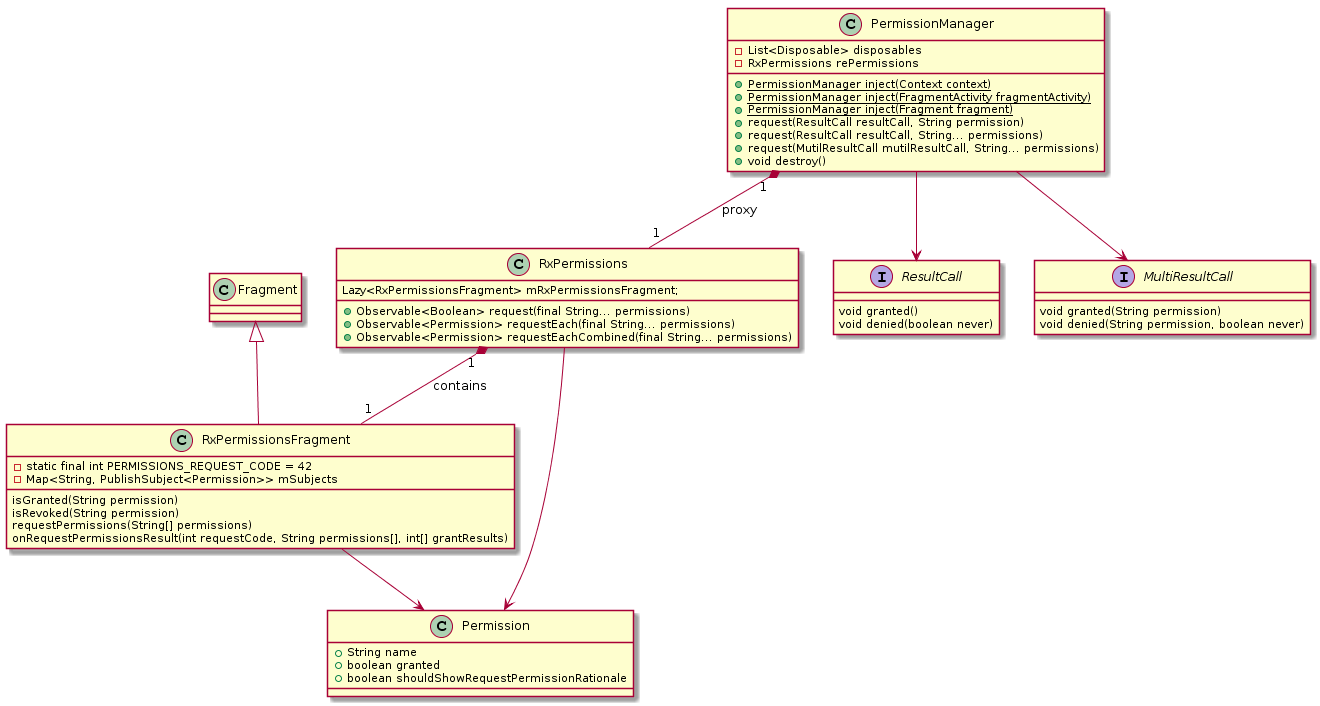 C PermissionManager
List<Disposable> disposables
RxPermissions rePermissions
PermissionManager inject(Context context)
PermissionManager inject(FragmentActivity fragmentActivity)
PermissionManager inject(Fragment fragment)
request(ResultCall resultCall, String permission)
request(ResultCall resultCall, String... permissions)
request(MutilResultCall mutilResultCall, String... permissions)
void destroy()
1
proxy
1
C RxPermissions
Lazy<RxPermissionsFragment> mRxPermissionsFragment;
Observable<Boolean> request(final String... permissions)
Observable<Permission> requestEach(final String... permissions)
Observable<Permission> requestEachCombined(final String... permissions)
I ResultCall
void granted()
void denied(boolean never)
I MultiResultCall
void granted(String permission)
void denied(String permission, boolean never)
C Fragment
1
contains
1
C RxPermissionsFragment
static final int PERMISSIONS_REQUEST_CODE = 42
Map<String, PublishSubject<Permission>> mSubjects
isGranted(String permission)
isRevoked(String permission)
requestPermissions(String[] permissions)
onRequestPermissionsResult(int requestCode, String permissions[], int[] grantResults)
C Permission
String name
boolean granted
boolean shouldShowRequestPermissionRationale